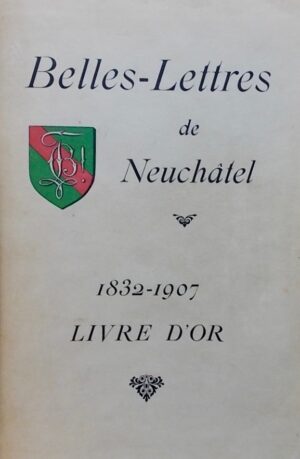 Belles-Lettres
de
Neuchâtel
1832-1907
LIVRE D'OR